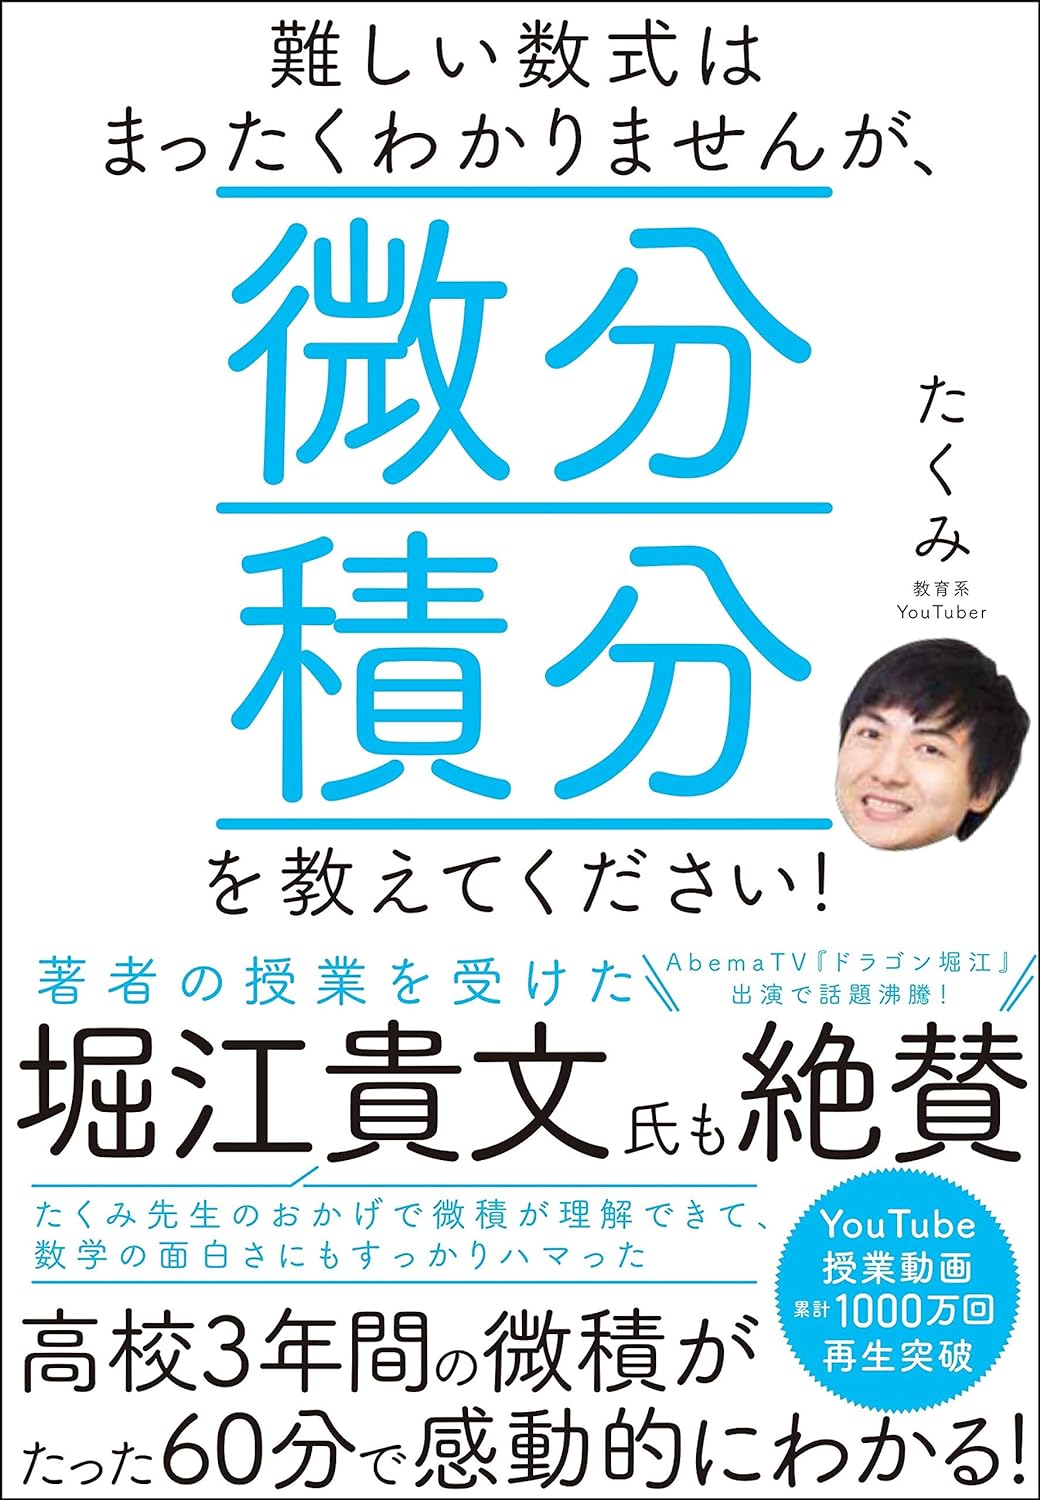 難しい数式は
まったくわかりませんが、
微分
積分
を教えてください！
たくみ
教育系
YouTuber
著者の授業を受けた
AbemaTV『ドラゴン堀江』
出演で話題沸騰！
堀江貴文氏も絶賛
たくみ先生のおかげで微積が理解できて、
数学の面白さにもすっかりハマった
YouTube
授業動画
累計1000万回
再生突破
高校3年間の微積が
たった60分で感動的にわかる！